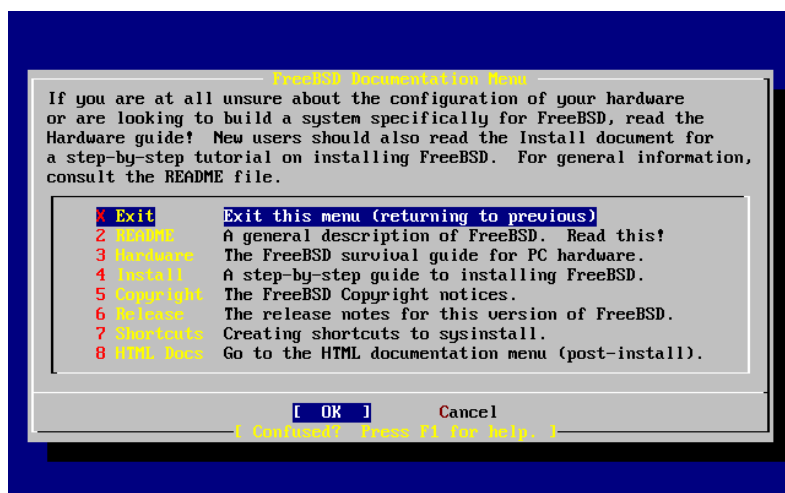 FreeBSD Documentation Menu
If you are at all unsure about the configuration of your hardware
or are looking to build a system specifically for FreeBSD, read the
Hardware guide!  New users should also read the Install document for
a step-by-step tutorial on installing FreeBSD.  For general information,
consult the README file.
X Exit       Exit this menu (returning to previous)
2 README     A general description of FreeBSD.  Read this!
3 Hardware   The FreeBSD survival guide for PC hardware.
4 Install    A step-by-step guide to installing FreeBSD.
5 Copyright  The FreeBSD Copyright notices.
6 Release    The release notes for this version of FreeBSD.
7 Shortcuts  Creating shortcuts to sysinstall.
8 HTML Docs  Go to the HTML documentation menu (post-install).
[  OK  ]       Cancel
[ Confused?  Press F1 for help. ]